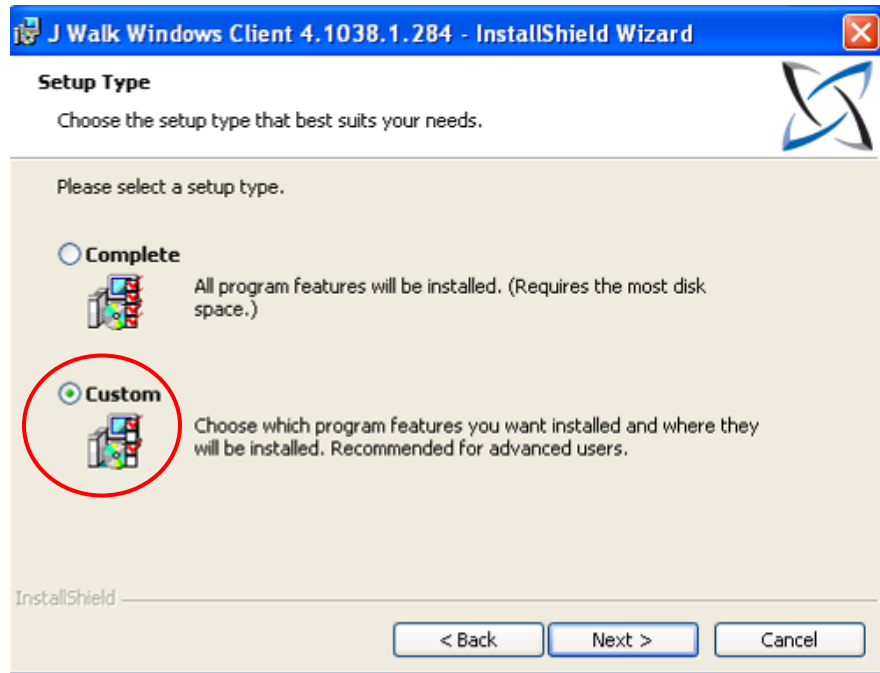 J Walk Windows Client 4.1038.1.284 - InstallShield Wizard
Setup Type
Choose the setup type that best suits your needs.
Please select a setup type.
Complete
All program features will be installed. (Requires the most disk
space.)
Custom
Choose which program features you want installed and where they
will be installed. Recommended for advanced users.
InstallShield
< Back Next > Cancel